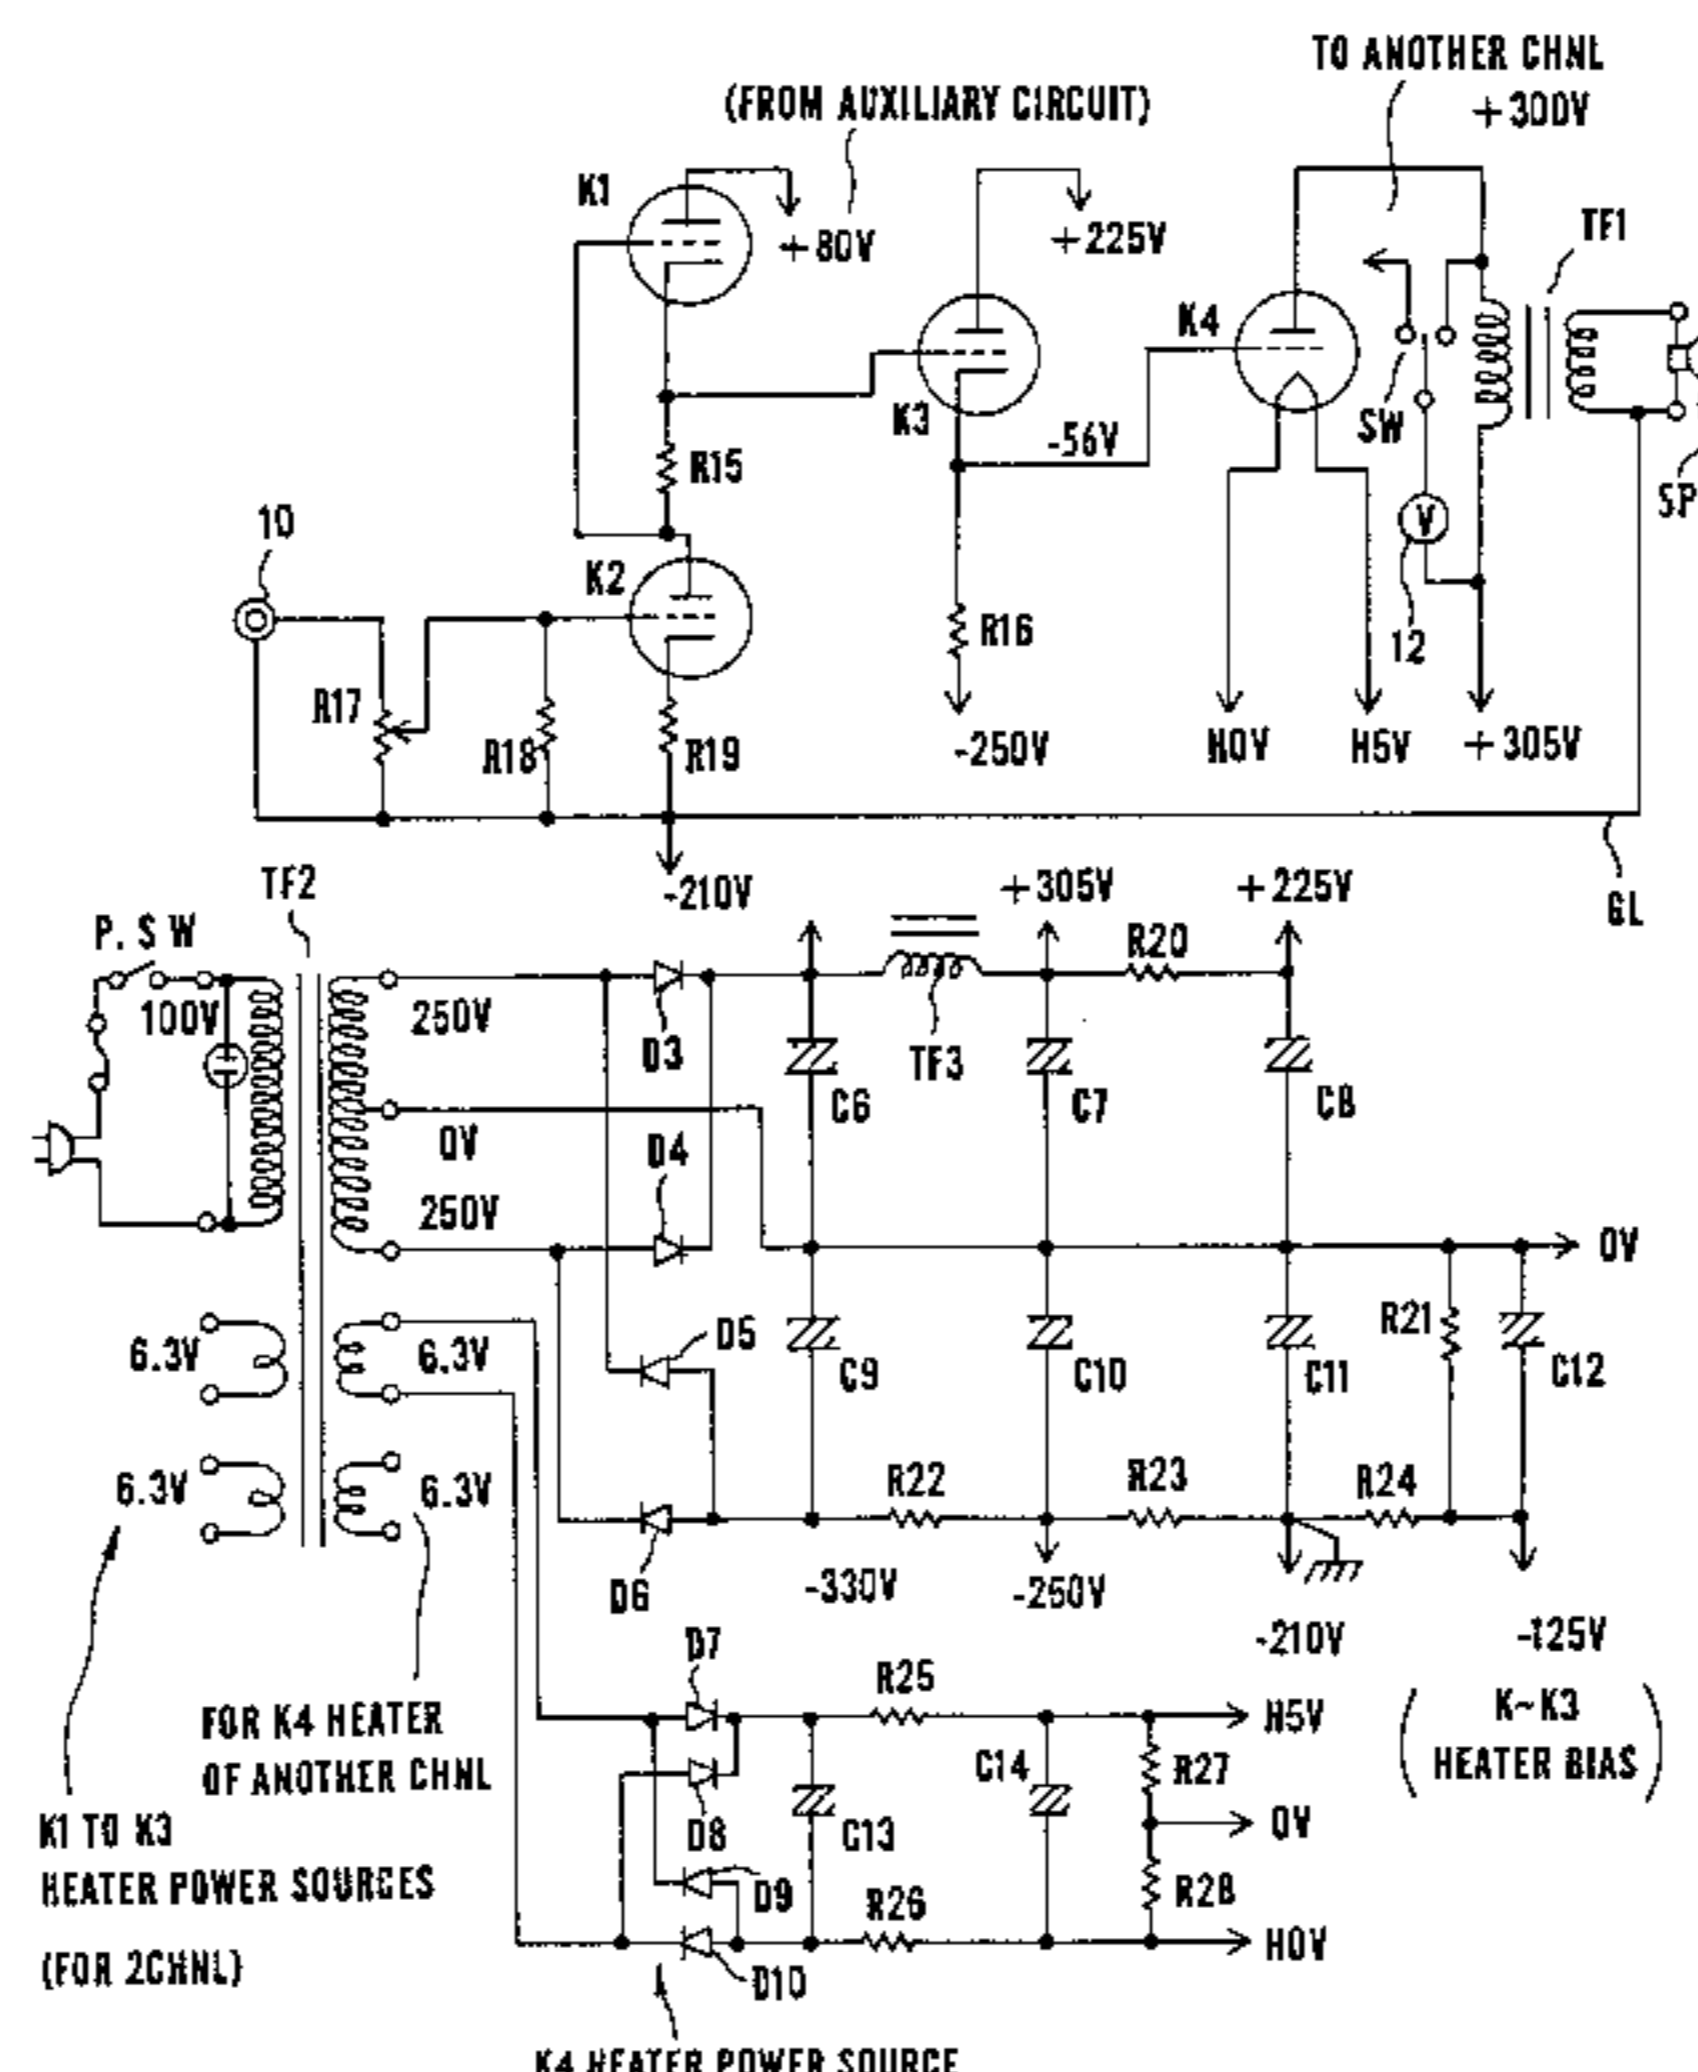 TO ANOTHER CHNL
(FROM AUXILIARY CIRCUIT)
+300V
K1
+80V
+225V
TF1
K4
K3
SW
-56V
R15
SP
10
K2
R16
12
R17
R18
R19
-250V
H0V
H5V
+305V
-210V
GL
TF2
+305V
+225V
P.SW
R20
100V
250V
D3
TF3
C6
C7
C8
0V
D4
250V
0V
D5
R21
6.3V
6.3V
C9
C10
C11
C12
6.3V
6.3V
R22
R23
R24
D6
-330V
-250V
-210V
-125V
D7
R25
K~K3
HEATER BIAS
H5V
FOR K4 HEATER
OF ANOTHER CHNL
C14
R27
D8
C13
0V
K1 TO K3
HEATER POWER SOURCES
(FOR 2CHNL)
D9
R26
R28
H0V
D10
K4 HEATER POWER SOURCE